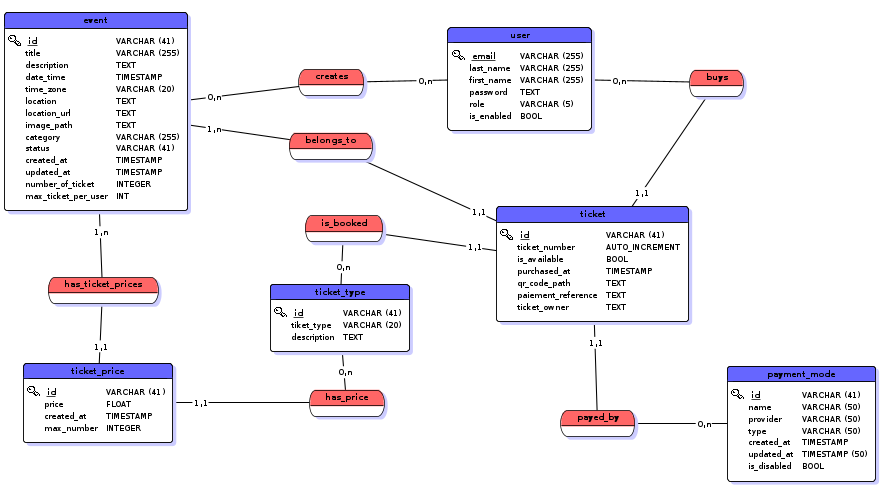 event
id VARCHAR (41)
title VARCHAR (255)
description TEXT
date_time TIMESTAMP
time_zone VARCHAR (20)
location TEXT
location_url TEXT
image_path TEXT
category VARCHAR (255)
status VARCHAR (41)
created_at TIMESTAMP
updated_at TIMESTAMP
number_of_ticket INTEGER
max_ticket_per_user INT
creates
0,n
0,n
user
email VARCHAR (255)
last_name VARCHAR (255)
first_name VARCHAR (255)
password TEXT
role VARCHAR (5)
is_enabled BOOL
0,n
buys
1,1
1,n
belongs_to
1,1
ticket
id VARCHAR (41)
ticket_number AUTO_INCREMENT
is_available BOOL
purchased_at TIMESTAMP
qr_code_path TEXT
paiement_reference TEXT
ticket_owner TEXT
is_booked
1,1
0,n
ticket_type
id VARCHAR (41)
tiket_type VARCHAR (20)
description TEXT
0,n
has_price
1,1
1,n
has_ticket_prices
1,1
ticket_price
id VARCHAR (41)
price FLOAT
created_at TIMESTAMP
max_number INTEGER
1,1
payed_by
0,n
payment_mode
id VARCHAR (41)
name VARCHAR (50)
provider VARCHAR (50)
type VARCHAR (50)
created_at TIMESTAMP
updated_at TIMESTAMP (50)
is_disabled BOOL